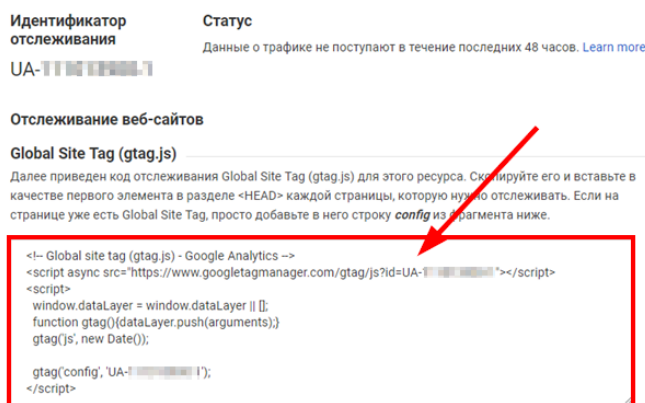 Идентификатор
отслеживания
Статус
Данные о трафике не поступают в течение последних 48 часов. Learn more
UA-
Отслеживание веб-сайтов
Global Site Tag (gtag.js)
Далее приведен код отслеживания Global Site Tag (gtag.js) для этого ресурса. Скопируйте его и вставьте в
качестве первого элемента в разделе <HEAD> каждой страницы, которую нужно отслеживать. Если на
странице уже есть Global Site Tag, просто добавьте в него строку config из фрагмента ниже.
<!-- Global site tag (gtag.js) - Google Analytics -->
<script async src="https://www.googletagmanager.com/gtag/js?id=UA- "></script>
<script>
window.dataLayer = window.dataLayer || [];
function gtag(){dataLayer.push(arguments);}
gtag('js', new Date());
gtag('config', 'UA- ');
</script>